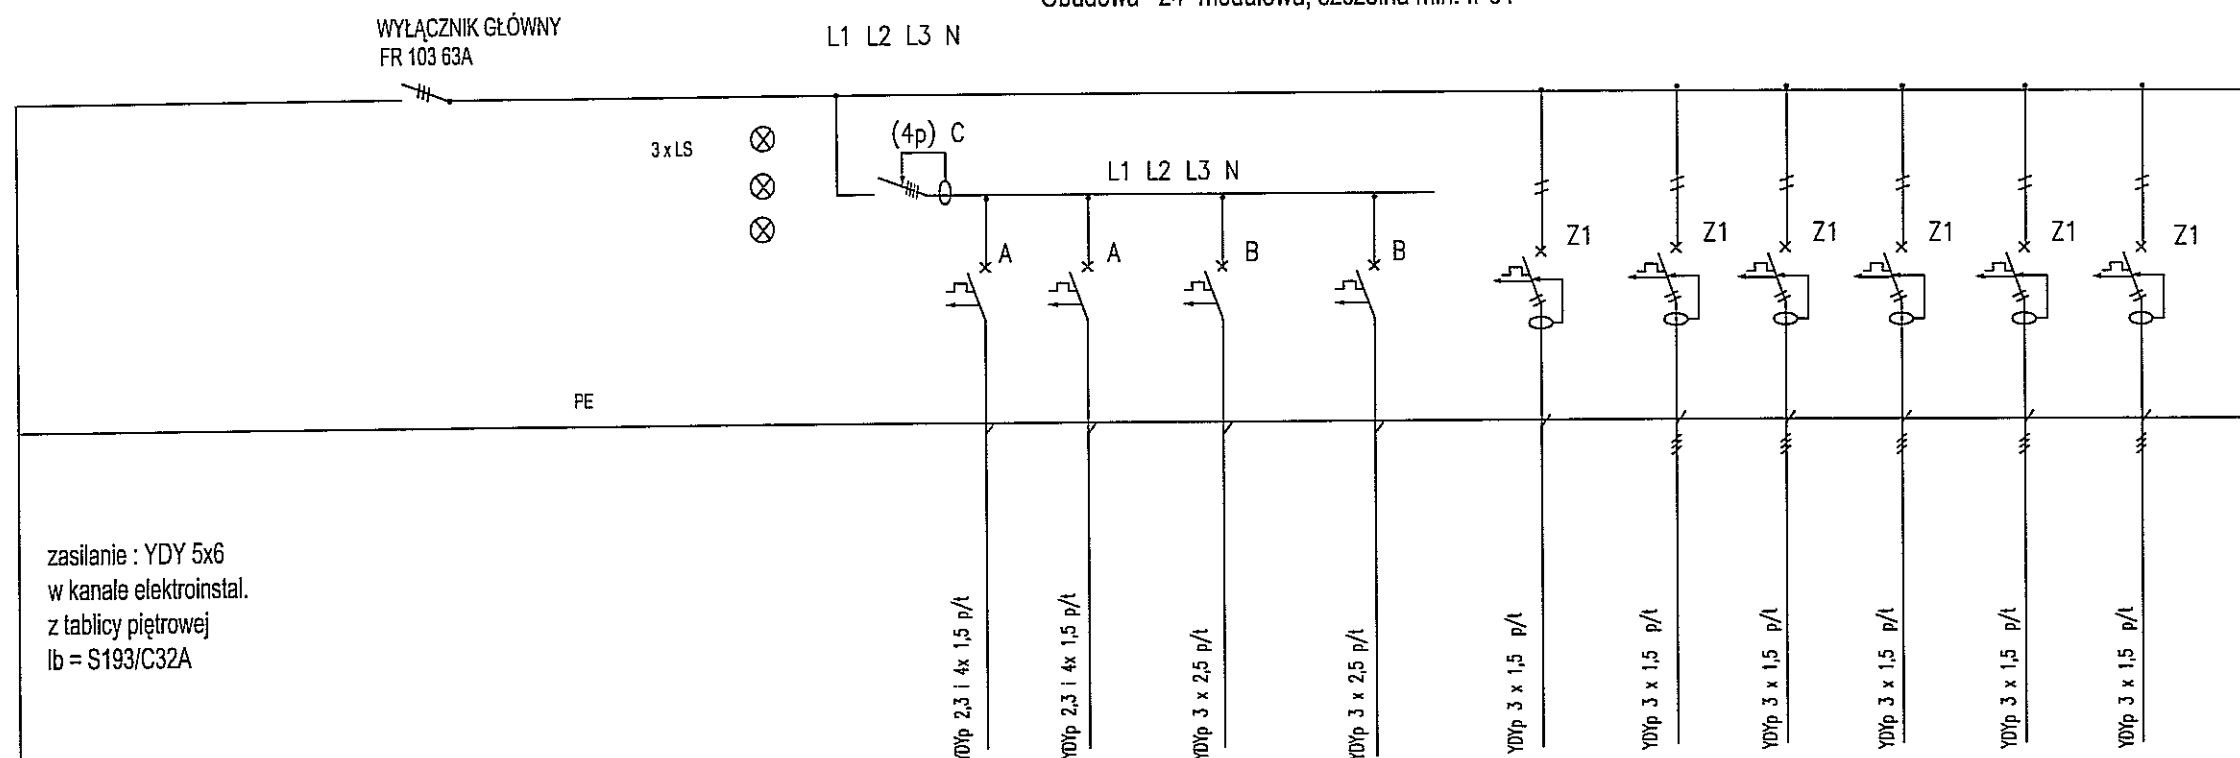 WYŁĄCZNIK GŁÓWNY
FR 103 63A
L1 L2 L3 N
3 x LS
(4p) C
L1 L2 L3 N
A
A
B
B
Z1
Z1
Z1
Z1
Z1
Z1
PE
zasilanie : YDY 5x6
w kanale elektroinstal.
z tablicy piętrowej
Ib = S193/C32A
YDYp 2,3 i 4x 1,5 p/t
YDYp 2,3 i 4x 1,5 p/t
YDYp 3 x 2,5 p/t
YDYp 3 x 2,5 p/t
YDYp 3 x 1,5 p/t
YDYp 3 x 1,5 p/t
YDYp 3 x 1,5 p/t
YDYp 3 x 1,5 p/t
YDYp 3 x 1,5 p/t
YDYp 3 x 1,5 p/t